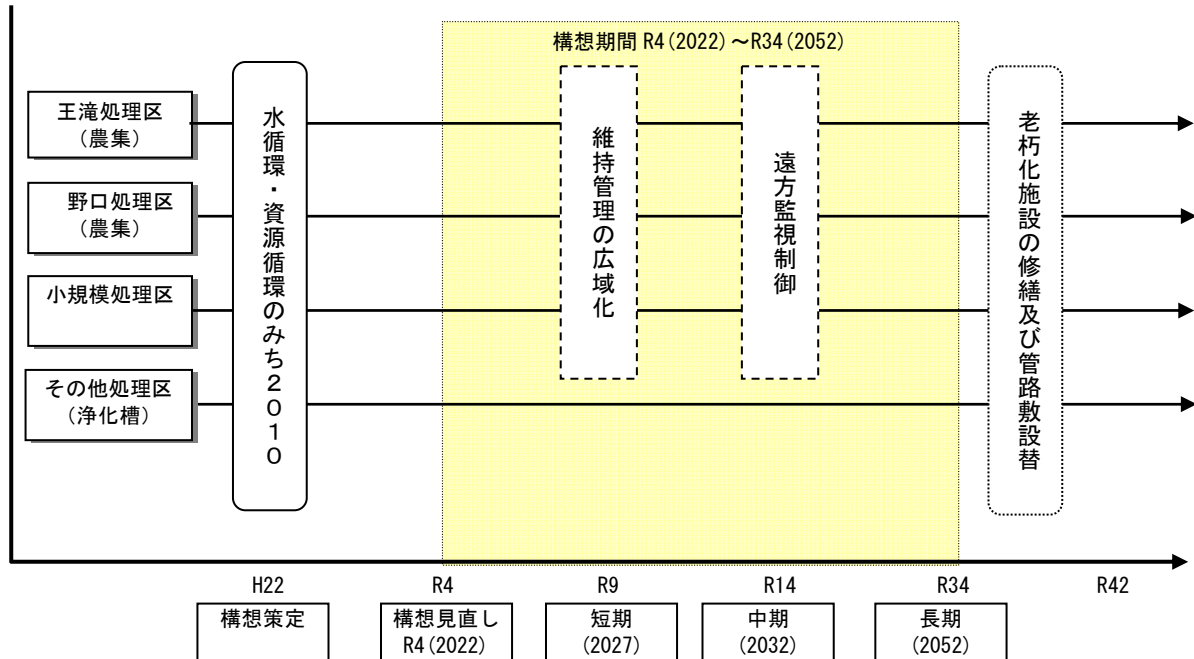 構想期間 R4(2022)～R34(2052)
王滝処理区
(農集)
野口処理区
(農集)
小規模処理区
その他処理区
(浄化槽)
水循環・資源循環のみち2010
維持管理の広域化
遠方監視制御
老朽化施設の修繕及び管路敷設替
H22
R4
R9
R14
R34
R42
構想策定
構想見直し
R4(2022)
短期
(2027)
中期
(2032)
長期
(2052)